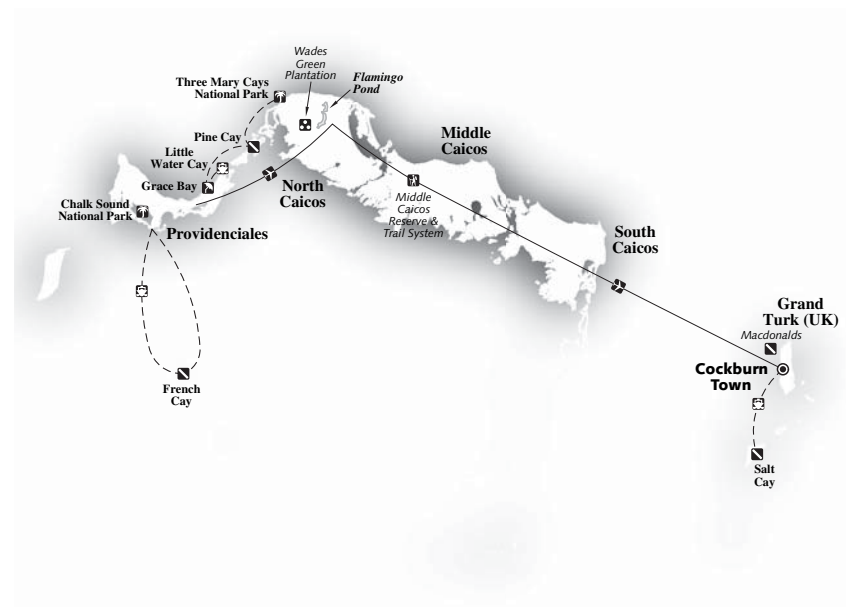 Wades
Green
Plantation
Flamingo
Pond
Three Mary Cays
National Park
Pine Cay
Little
Water Cay
Grace Bay
Chalk Sound
National Park
Providenciales
North
Caicos
Middle
Caicos
Middle
Caicos
Reserve &
Trail System
South
Caicos
Grand
Turk (UK)
Macdonalds
Cockburn
Town
French
Cay
Salt
Cay